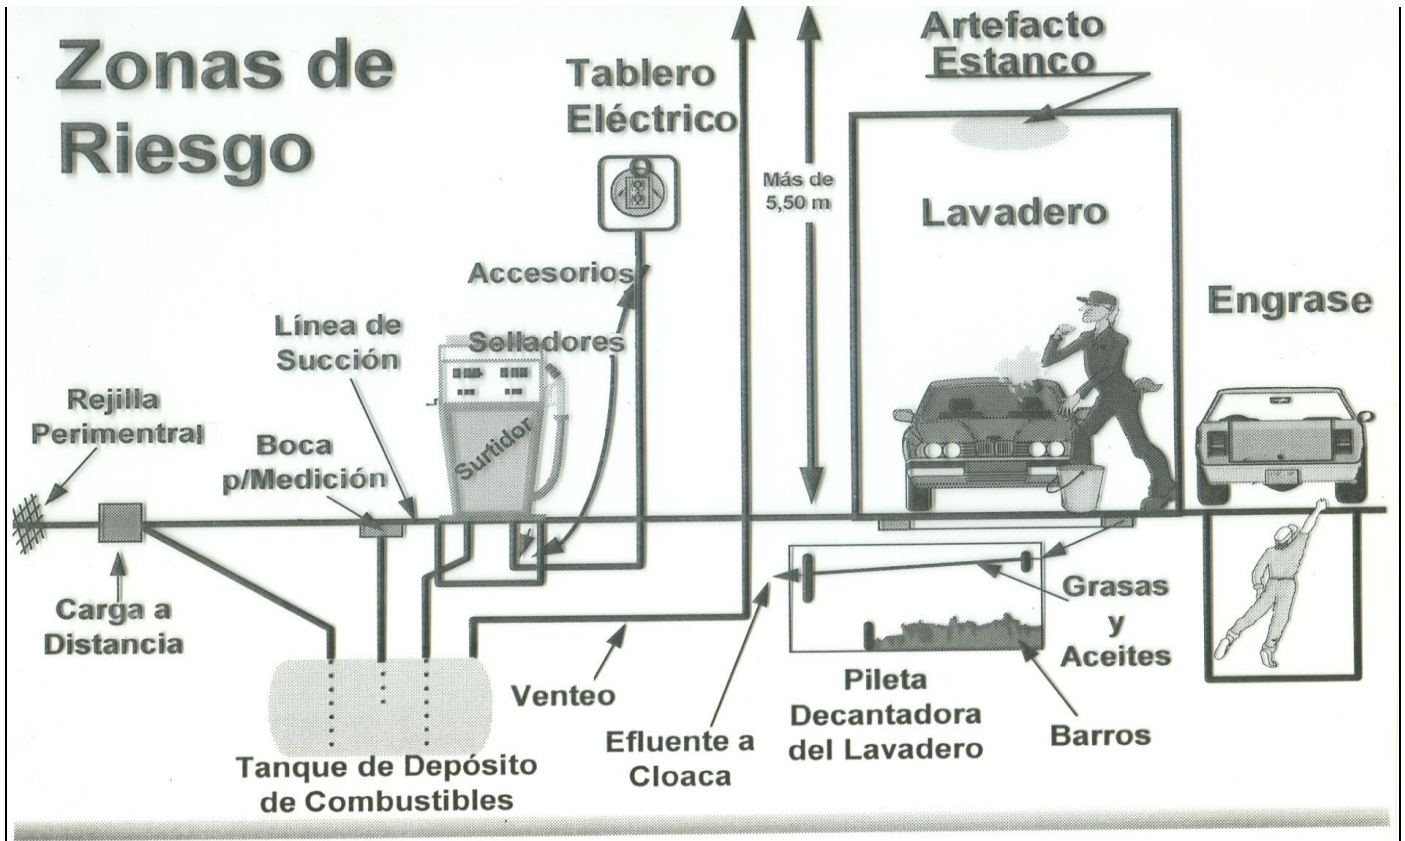 Zonas de
Riesgo
Tablero
Eléctrico
Artefacto
Estanco
Más de
5,50 m
Lavadero
Accesorios
Engrase
Línea de
Succión
Solladores
Rejilla
Perimentral
Boca
p/Medición
Surtidor
Carga a
Distancia
Grasas
y
Aceites
Venteo
Pileta
Decantadora
del Lavadero
Barros
Efluente a
Cloaca
Tanque de Depósito
de Combustibles